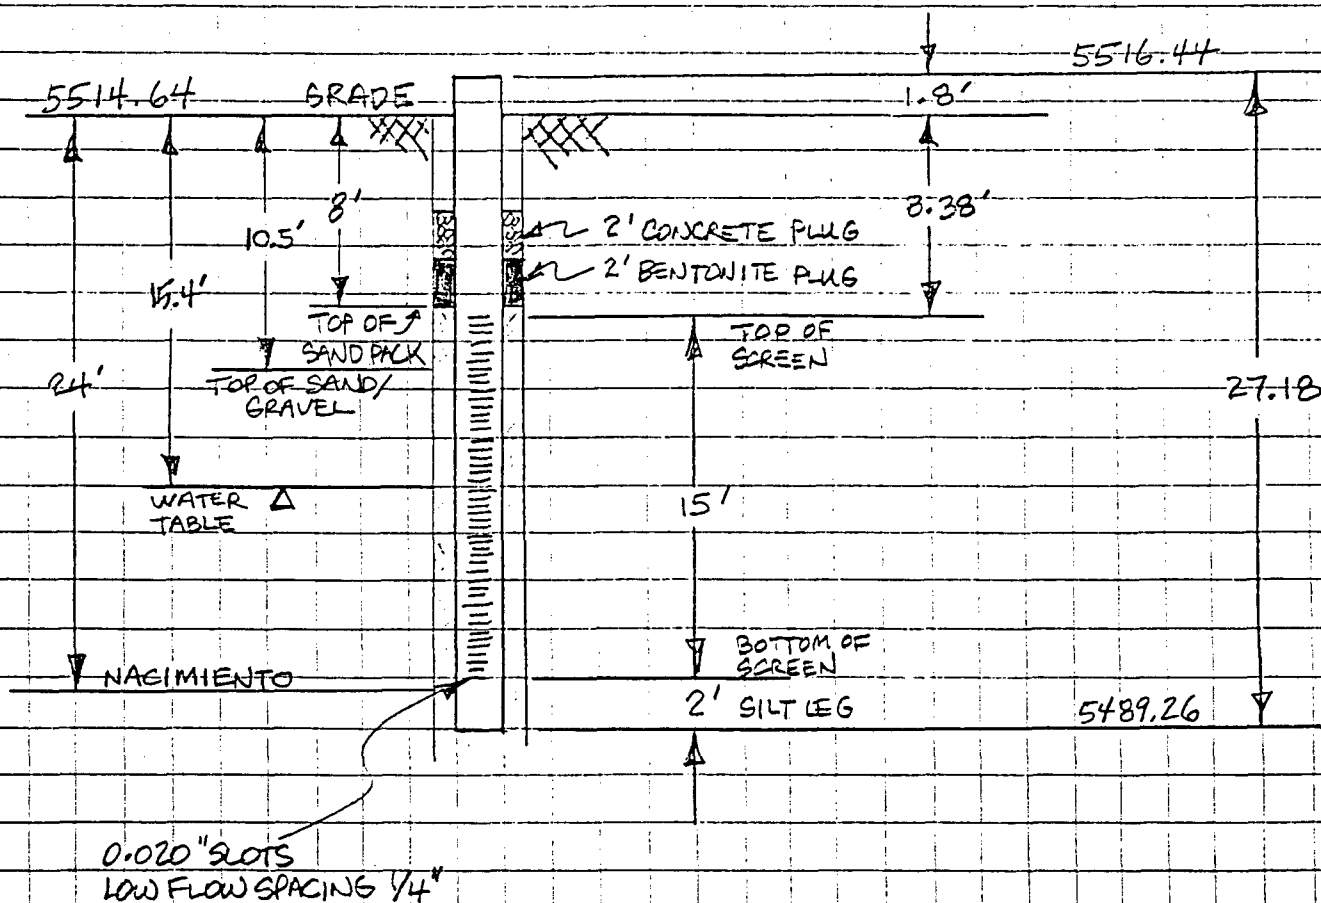 5516.44
5514.64 GRADE 1.8'
8' 8.38'
10.5' 2' CONCRETE PLUG
15.4' 2' BENTONITE PLUG
TOP OF
SAND PACK
TOP OF
SCREEN
24' TOP OF SAND/
GRAVEL
27.18
WATER
TABLE
15'
BOTTOM OF
SCREEN
NACIMIENTO
2' SILT LEG 5489.26
0.020" SLOTS
LOW FLOW SPACING 1/4"